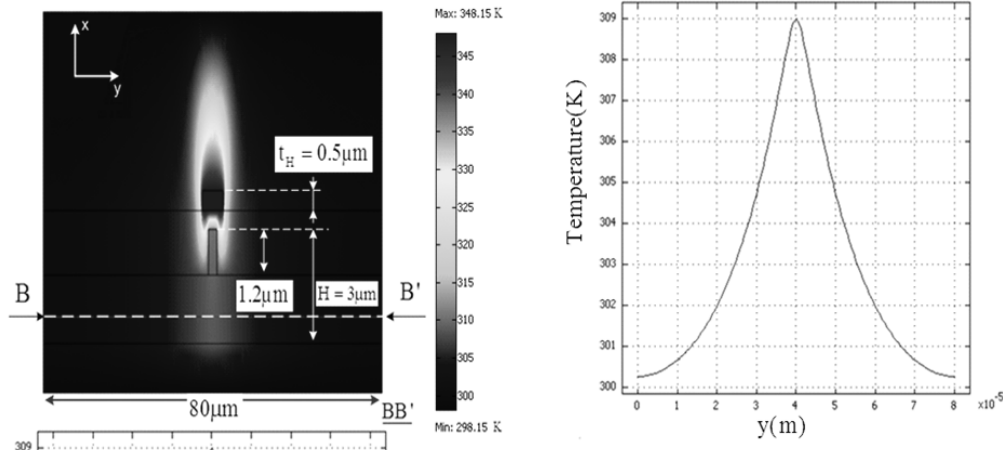 x
y
t_H = 0.5µm
1.2µm
H = 3µm
B
B'
80µm
BB'
309
Max: 348.15 K
345
340
335
330
325
320
315
310
305
300
Min: 298.15 K
Temperature(K)
309
308
307
306
305
304
303
302
301
300
0
1
2
3
4
5
6
7
8
×10⁻⁵
y(m)